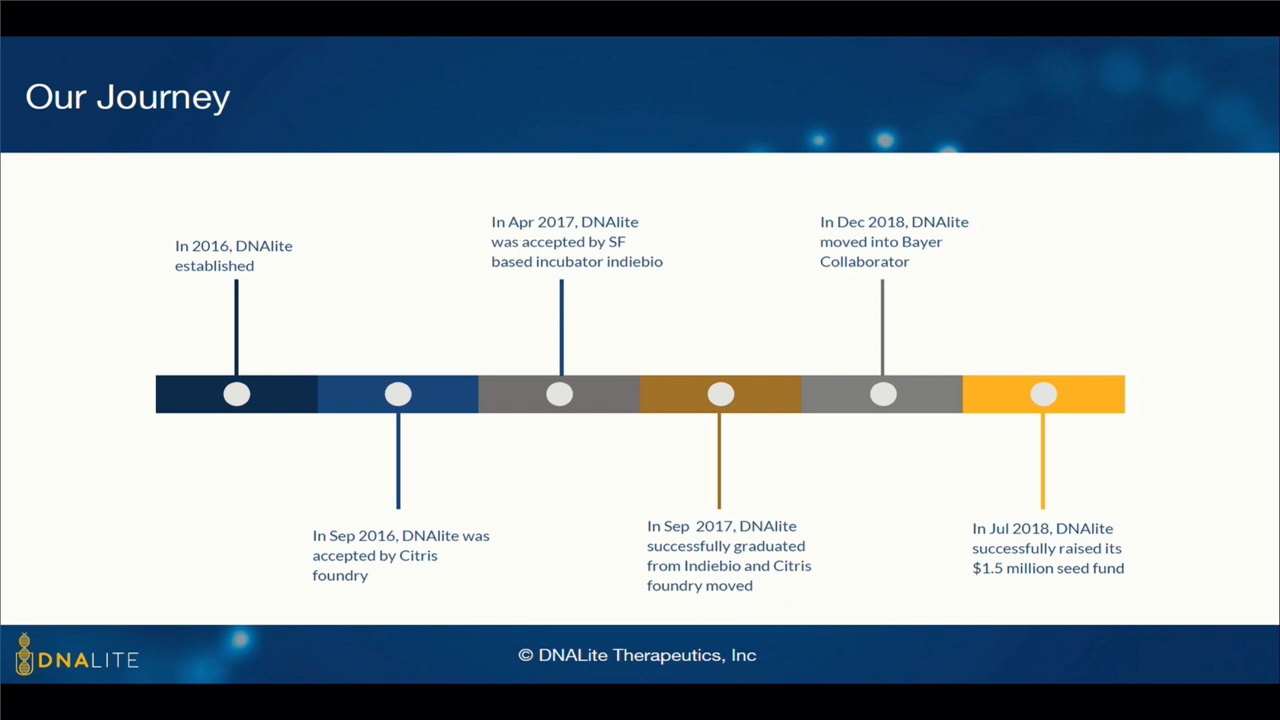 Our Journey
In 2016, DNAlite
established
In Sep 2016, DNAlite was
accepted by Citris
foundry
In Apr 2017, DNAlite
was accepted by SF
based incubator indiebio
In Sep  2017, DNAlite
successfully graduated
from Indiebio and Citris
foundry moved
In Dec 2018, DNAlite
moved into Bayer
Collaborator
In Jul 2018, DNAlite
successfully raised its
$1.5 million seed fund
DNALITE
© DNALite Therapeutics, Inc